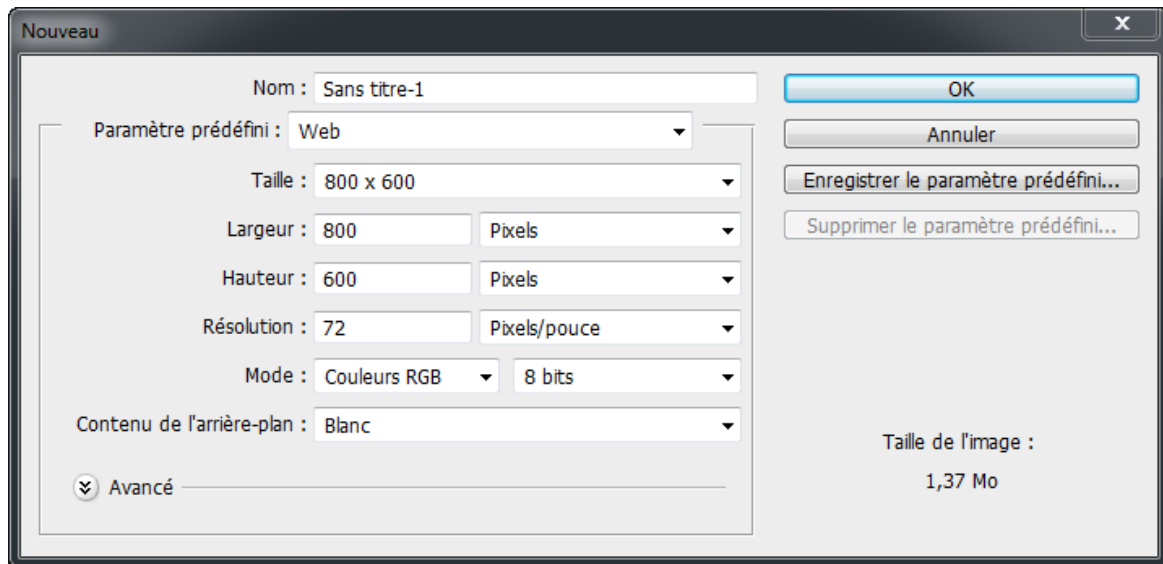 Nouveau
x
Nom : Sans titre-1
OK
Paramètre prédéfini : Web
Annuler
Taille : 800 x 600
Enregistrer le paramètre prédéfini...
Largeur : 800 Pixels
Supprimer le paramètre prédéfini...
Hauteur : 600 Pixels
Résolution : 72 Pixels/pouce
Mode : Couleurs RGB 8 bits
Contenu de l'arrière-plan : Blanc
Taille de l'image :
1,37 Mo
Avancé